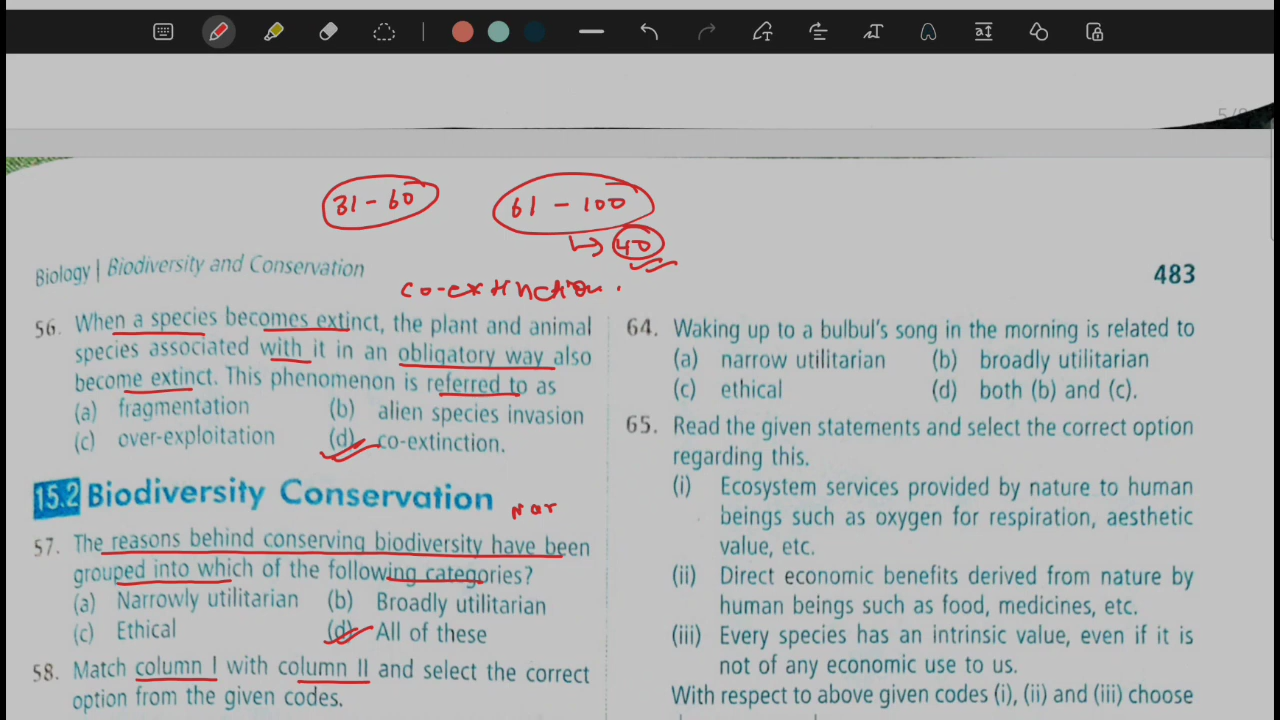 31 - 60
61 - 100
↳ 40
Biology | Biodiversity and Conservation
483
co-extinction.
56. When a species becomes extinct, the plant and animal
species associated with it in an obligatory way also
become extinct. This phenomenon is referred to as
(a) fragmentation (b) alien species invasion
(c) over-exploitation (d) co-extinction.
15.2 Biodiversity Conservation
Nar
57. The reasons behind conserving biodiversity have been
grouped into which of the following categories?
(a) Narrowly utilitarian (b) Broadly utilitarian
(c) Ethical (d) All of these
58. Match column I with column II and select the correct
option from the given codes.
64. Waking up to a bulbul's song in the morning is related to
(a) narrow utilitarian (b) broadly utilitarian
(c) ethical (d) both (b) and (c).
65. Read the given statements and select the correct option
regarding this.
(i) Ecosystem services provided by nature to human
beings such as oxygen for respiration, aesthetic
value, etc.
(ii) Direct economic benefits derived from nature by
human beings such as food, medicines, etc.
(iii) Every species has an intrinsic value, even if it is
not of any economic use to us.
With respect to above given codes (i), (ii) and (iii) choose